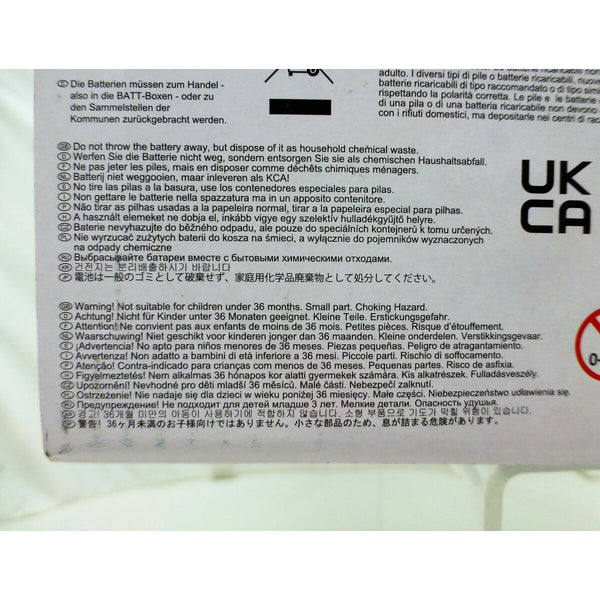 adulto. I diversi tipi di pile o batterie ricaricabili, nuove
batterie ricaricabili di tipo raccomandato o di tipo simi
rispettando la polarità corretta. Le pile e le batterie
di una pila o di una batteria ricaricabile non devono
con i rifiuti domestici, ma depositarle nei centri di rac
D Die Batterien müssen zum Handel -
also in die BATT-Boxen - oder zu
den Sammelstellen der
Kommunen zurückgebracht werden.
GB Do not throw the battery away, but dispose of it as household chemical waste.
D Werfen Sie die Batterie nicht weg, sondern entsorgen Sie sie als chemischen Haushaltsabfall.
F Ne pas jeter les piles, mais en disposer comme déchêts chimiques ménagers.
NL Batterij niet weggooien, maar inleveren als KCA!
E No tire las pilas a la basura, use los contenedores especiales para pilas.
I Non gettare le batterie nella spazzatura ma in un apposito contenitore.
P Não tirar as pilhas usadas a la papeleira normal, tirar a la papeleira especial para pilhas.
H A használt elemeket ne dobja el, inkább vigye egy szelektív hulladékgyűjtő helyre.
CZ Baterie nevyhazujte do běžného odpadu, ale pouze do speciálních kontejnerů k tomu určených.
PL Nie wyrzucać zużytych baterii do kosza na śmieci, a wyłącznie do pojemników wyznaczonych
na odpady chemiczne
RU Выбрасывайте батареи вместе с бытовыми химическими отходами.
KR 건전지는 분리배출하시기 바랍니다
JP 電池は一般のゴミとして破棄せず、家庭用化学品廃棄物として処分してください。
UK
CA
GB Warning! Not suitable for children under 36 months. Small part. Choking Hazard.
D Achtung! Nicht für Kinder unter 36 Monaten geeignet. Kleine Teile. Erstickungsgefahr.
F Attention! Ne convient pas aux enfants de moins de 36 mois. Petites pièces. Risque d'étouffement.
NL Waarschuwing! Niet geschikt voor kinderen jonger dan 36 maanden. Kleine onderdelen. Verstikkingsgevaar.
E ¡Advertencia! No apto para niños menores de 36 meses. Piezas pequeñas. Peligro de atragantamiento.
I Avvertenza! Non adatto a bambini di età inferiore a 36 mesi. Piccole parti. Rischio di soffocamento.
P Atenção! Contra-indicado para crianças com menos de 36 meses. Pequenas partes. Risco de asfixia.
H Figyelmeztetés! Nem alkalmas 36 hónapos kor alatti gyermekek számára. Kis alkatrészek. Fulladásveszély.
CZ Upozornění! Nevhodné pro děti mladší 36 měsíců. Malé části. Nebezpečí zalknutí.
PL Ostrzeżenie! Nie nadaje się dla dzieci w wieku poniżej 36 miesięcy. Małe części. Niebezpieczeństwo udławienia się.
RU Предупреждение! Не подходит для детей младше 3 лет. Мелкие детали. Опасность удушья.
KR 경고! 36개월 미만의 아동이 사용하기에 적합하지 않습니다. 소형 부품으로 기도가 막힐 위험이 있습니다.
JP 警告! 36ヶ月未満のお子様向けではありません。小さな部品のため、息が詰まる危険があります。
0-